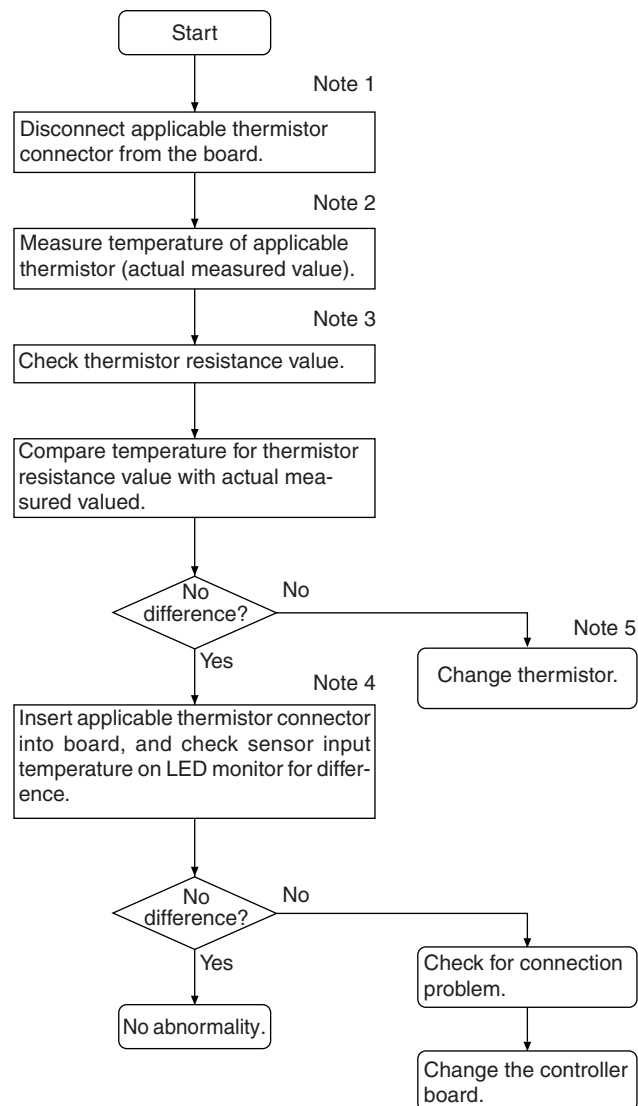 Start
Note 1
Disconnect applicable thermistor
connector from the board.
Note 2
Measure temperature of applicable
thermistor (actual measured value).
Note 3
Check thermistor resistance value.
Compare temperature for thermistor
resistance value with actual mea-
sured valued.
No
difference?
No
Yes
Note 5
Change thermistor.
Note 4
Insert applicable thermistor connector
into board, and check sensor input
temperature on LED monitor for differ-
ence.
No
difference?
No
Yes
Check for connection
problem.
No abnormality.
Change the controller
board.